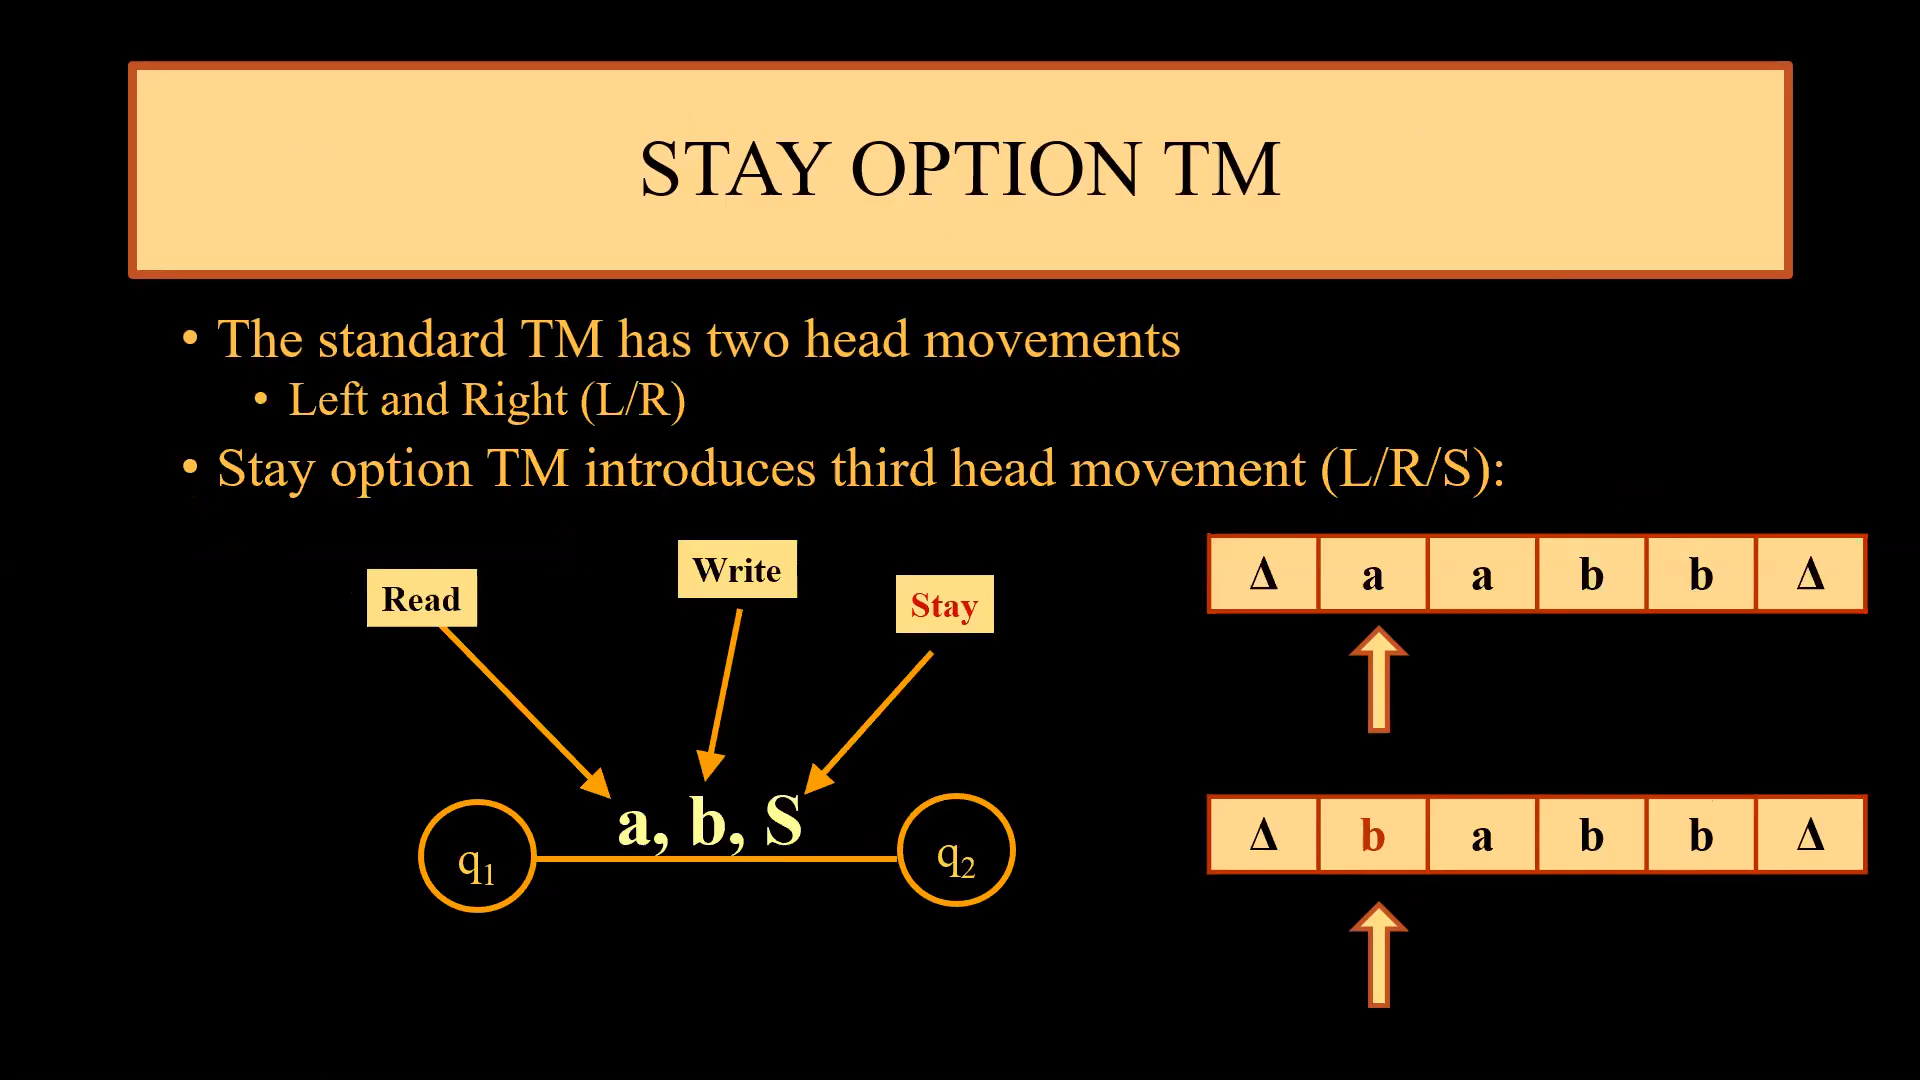 STAY OPTION TM
• The standard TM has two head movements
• Left and Right (L/R)
• Stay option TM introduces third head movement (L/R/S):
Read
Write
Stay
a, b, S
q1
q2
Δ a a b b Δ
Δ b a b b Δ